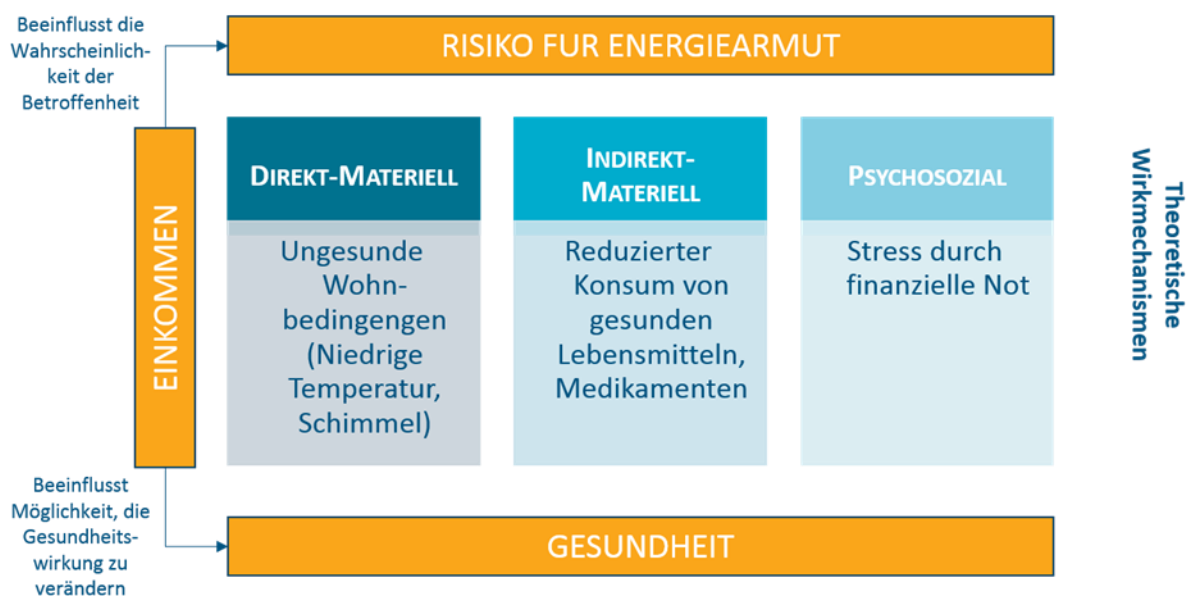 Beeinflusst die
Wahrscheinlich-
keit der
Betroffenheit
RISIKO FUR ENERGIEARMUT
EINKOMMEN
DIREKT-MATERIELL
Ungesunde
Wohn-
bedingengen
(Niedrige
Temperatur,
Schimmel)
INDIREKT-
MATERIELL
Reduzierter
Konsum von
gesunden
Lebensmitteln,
Medikamenten
PSYCHOSOZIAL
Stress durch
finanzielle Not
Theoretische
Wirkmechanismen
Beeinflusst
Möglichkeit, die
Gesundheits-
wirkung zu
verändern
GESUNDHEIT